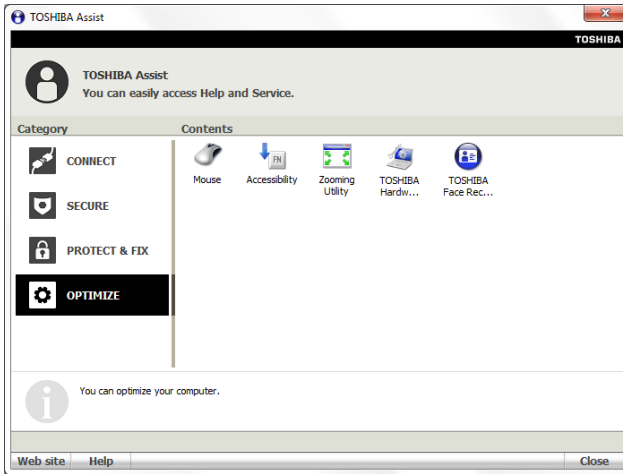 TOSHIBA Assist
TOSHIBA
TOSHIBA Assist
You can easily access Help and Service.
Category
Contents
CONNECT
SECURE
PROTECT & FIX
OPTIMIZE
Mouse
FN
Accessibility
Zooming
Utility
TOSHIBA
Hardw...
TOSHIBA
Face Rec...
You can optimize your computer.
Web site
Help
Close